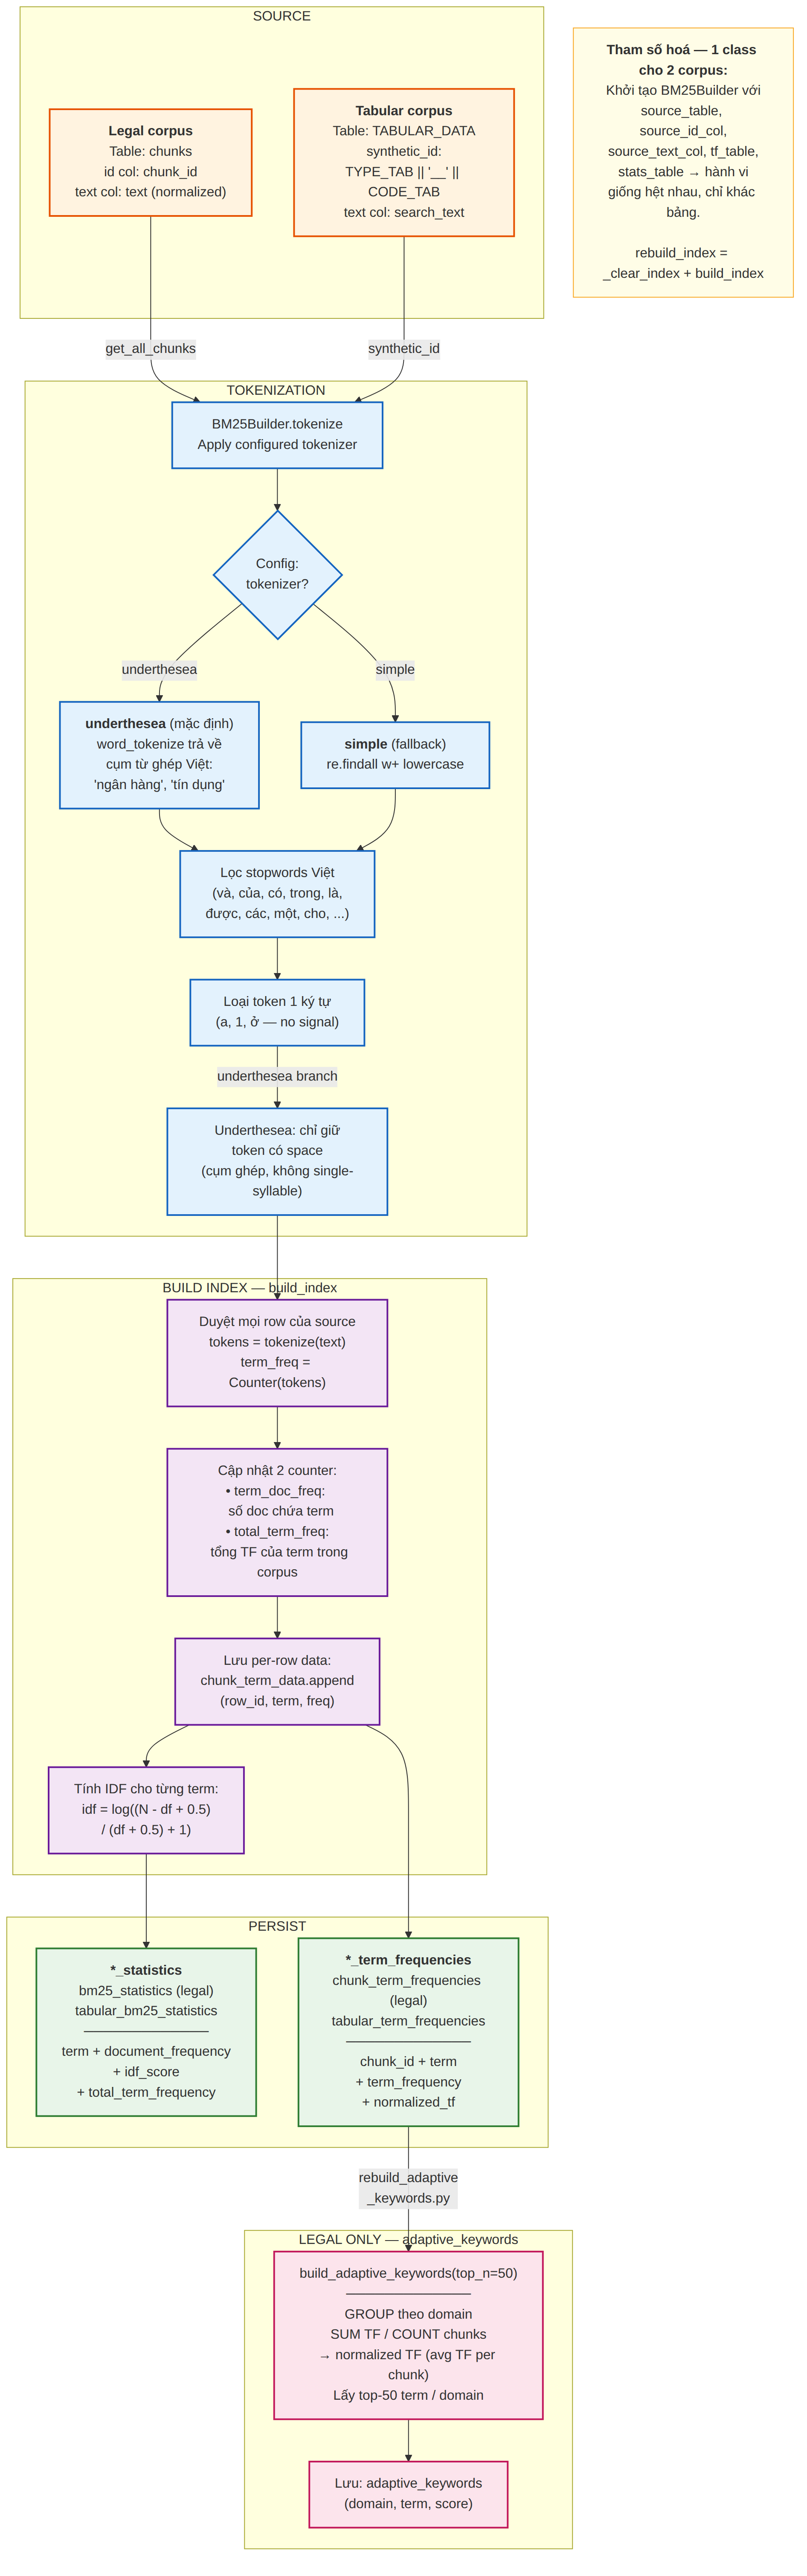 SOURCE
Legal corpus
Table: chunks
id col: chunk_id
text col: text (normalized)
Tabular corpus
Table: TABULAR_DATA
synthetic_id:
TYPE_TAB || '__' ||
CODE_TAB
text col: search_text
Tham số hoá — 1 class
cho 2 corpus:
Khởi tạo BM25Builder với
source_table,
source_id_col,
source_text_col, tf_table,
stats_table → hành vi
giống hệt nhau, chỉ khác
bảng.
rebuild_index =
_clear_index + build_index
get_all_chunks
synthetic_id
TOKENIZATION
BM25Builder.tokenize
Apply configured tokenizer
Config:
tokenizer?
underthesea
simple
underthesea (mặc định)
word_tokenize trả về
cụm từ ghép Việt:
'ngân hàng', 'tín dụng'
simple (fallback)
re.findall w+ lowercase
Lọc stopwords Việt
(và, của, có, trong, là,
được, các, một, cho, ...)
Loại token 1 ký tự
(a, 1, ở — no signal)
underthesea branch
Underthesea: chỉ giữ
token có space
(cụm ghép, không single-
syllable)
BUILD INDEX — build_index
Duyệt mọi row của source
tokens = tokenize(text)
term_freq =
Counter(tokens)
Cập nhật 2 counter:
• term_doc_freq:
số doc chứa term
• total_term_freq:
tổng TF của term trong
corpus
Lưu per-row data:
chunk_term_data.append
(row_id, term, freq)
Tính IDF cho từng term:
idf = log((N - df + 0.5)
/ (df + 0.5) + 1)
PERSIST
*_statistics
bm25_statistics (legal)
tabular_bm25_statistics
term + document_frequency
+ idf_score
+ total_term_frequency
*_term_frequencies
chunk_term_frequencies
(legal)
tabular_term_frequencies
chunk_id + term
+ term_frequency
+ normalized_tf
rebuild_adaptive
_keywords.py
LEGAL ONLY — adaptive_keywords
build_adaptive_keywords(top_n=50)
GROUP theo domain
SUM TF / COUNT chunks
→ normalized TF (avg TF per
chunk)
Lấy top-50 term / domain
Lưu: adaptive_keywords
(domain, term, score)